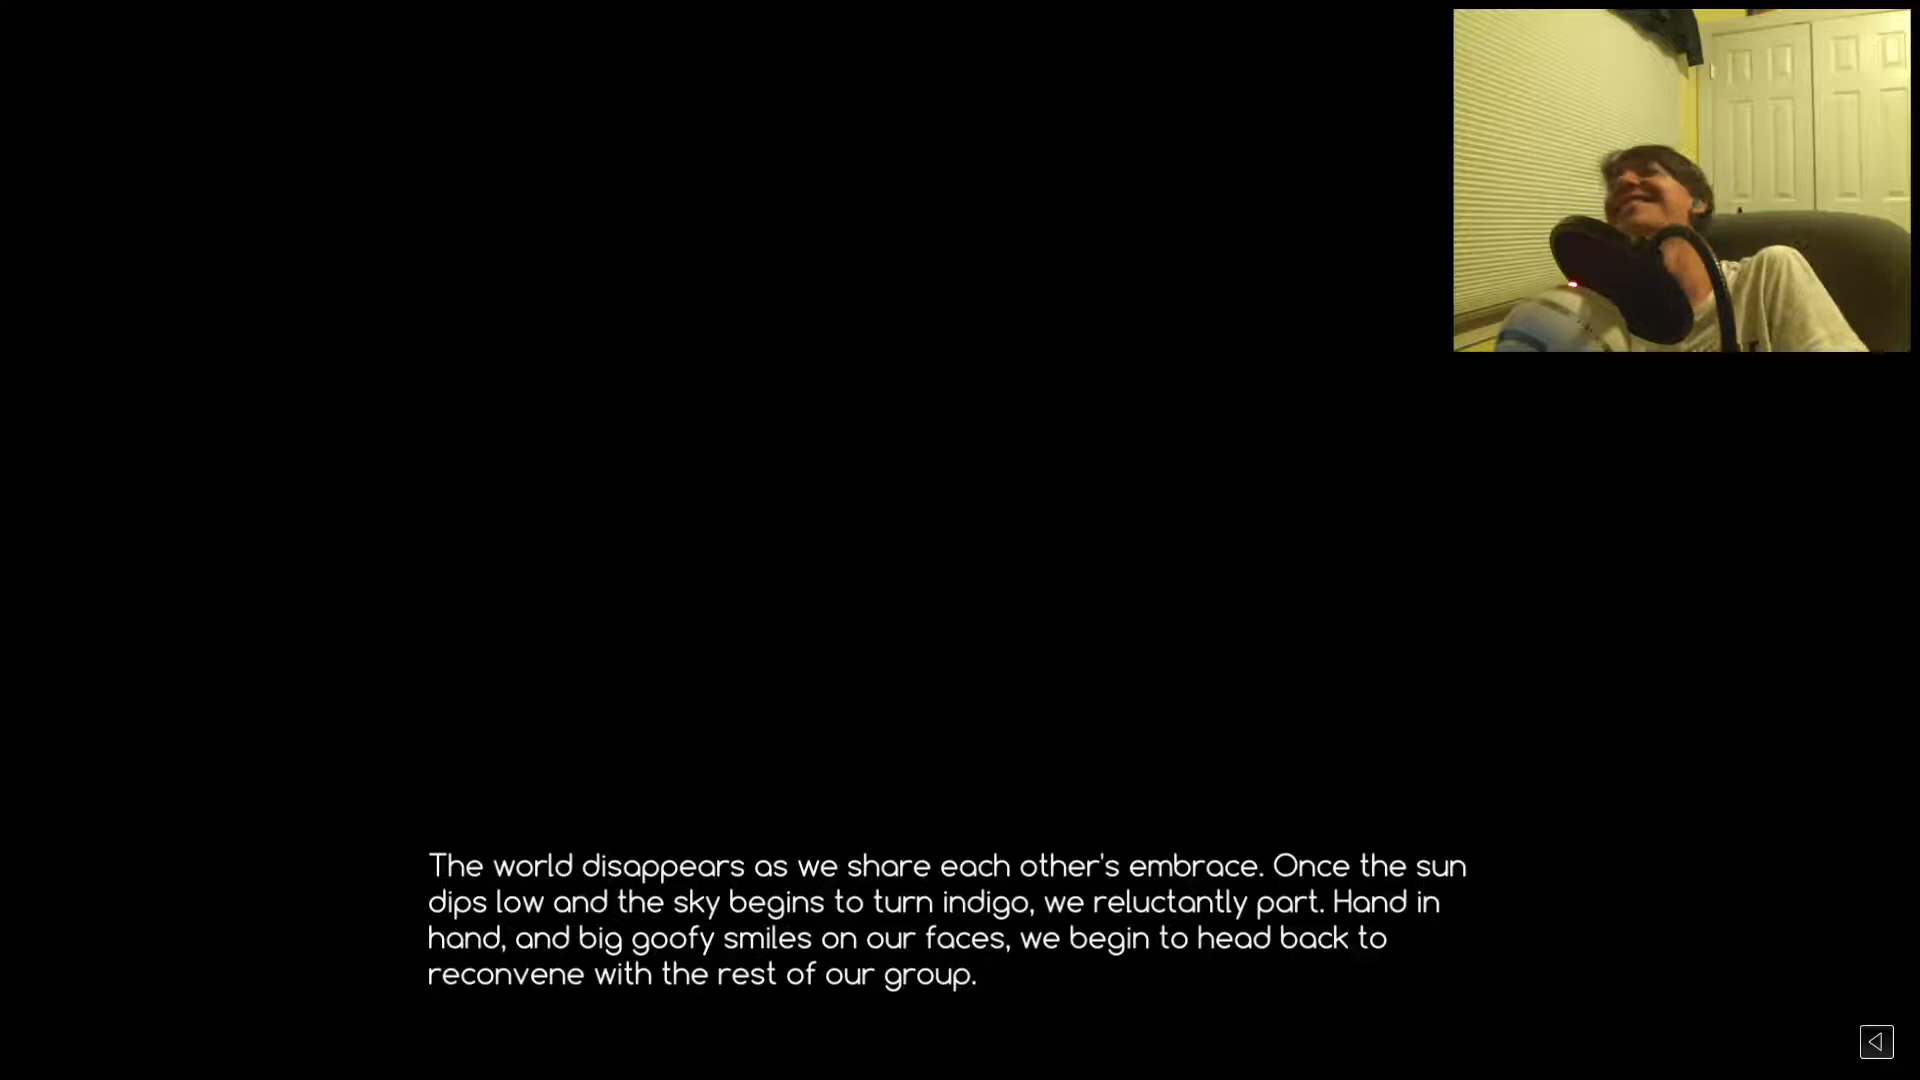 The world disappears as we share each other's embrace. Once the sun
dips low and the sky begins to turn indigo, we reluctantly part. Hand in
hand, and big goofy smiles on our faces, we begin to head back to
reconvene with the rest of our group.